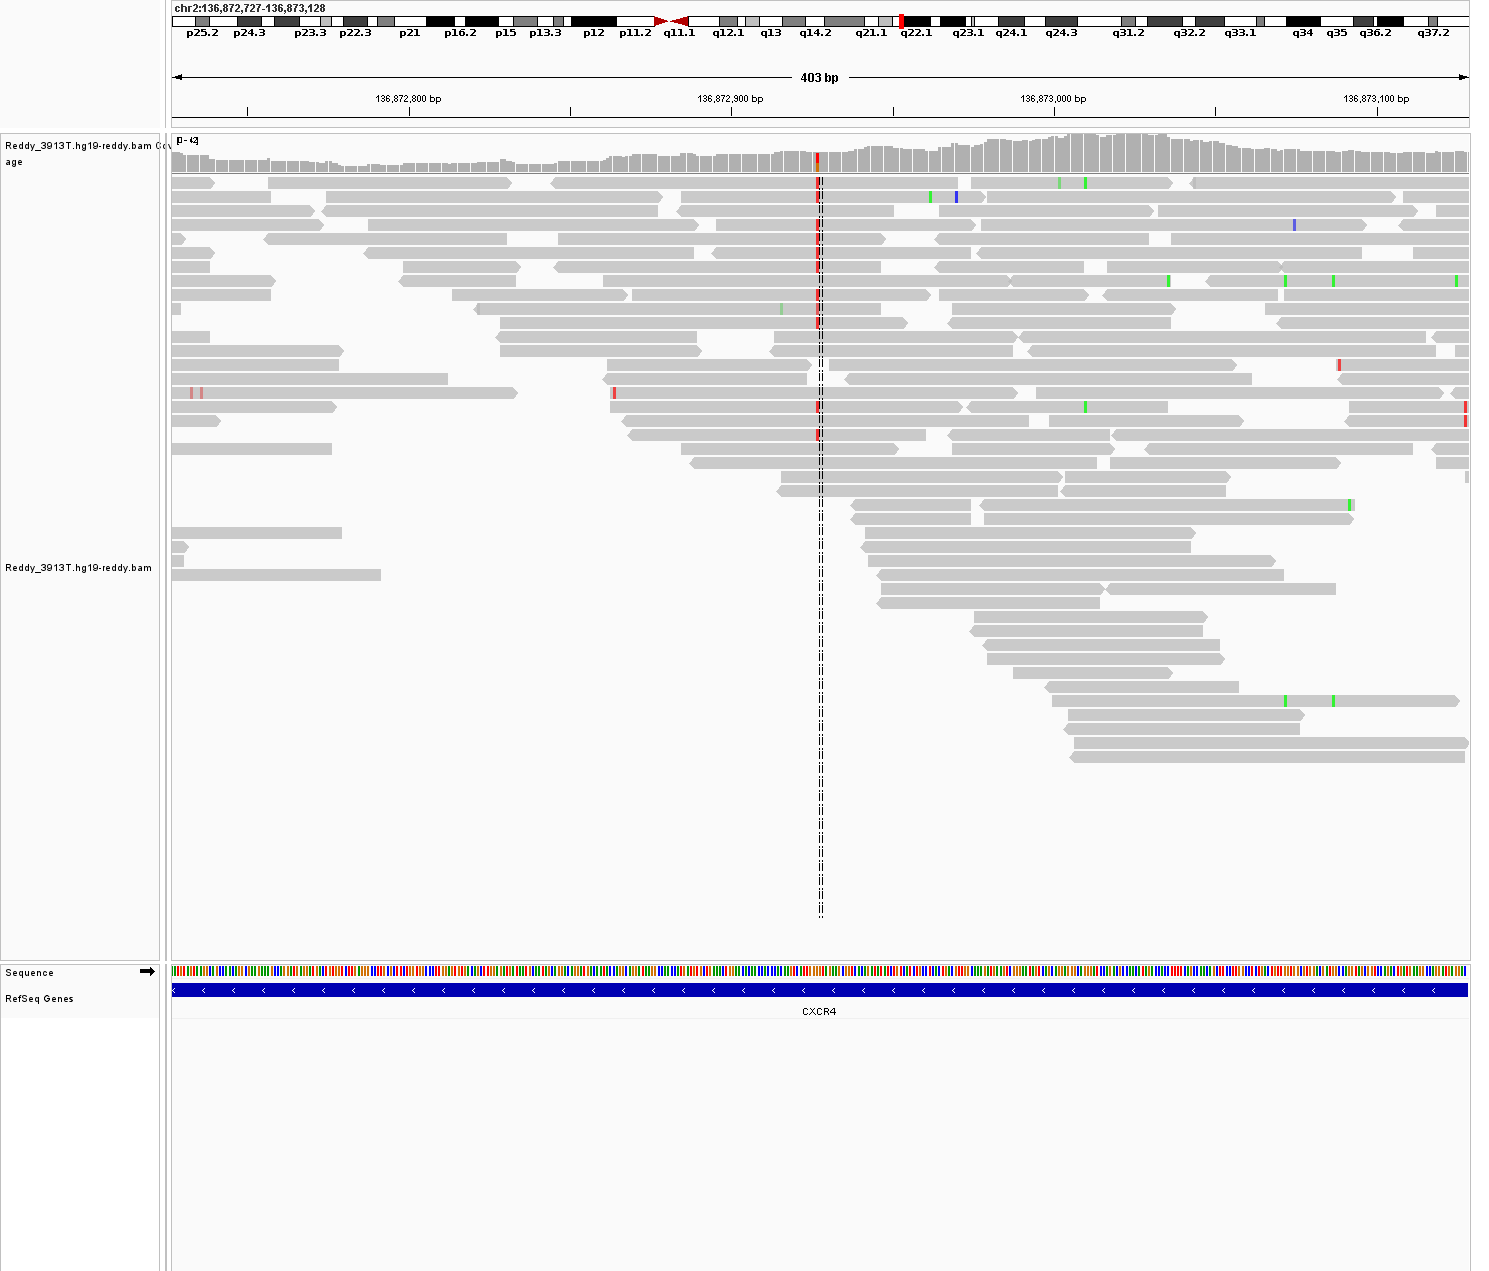 chr2:136,872,727-136,873,128
p25.2 p24.3 p23.3 p22.3 p21 p16.2 p15 p13.3 p12 p11.2 q11.1 q12.1 q13 q14.2 q21.1 q22.1 q23.1 q24.1 q24.3 q31.2 q32.2 q33.1 q34 q35 q36.2 q37.2
403 bp
136,872,800 bp 136,872,900 bp 136,873,000 bp 136,873,100 bp
[0 - 42]
Reddy_3913T.hg19-reddy.bam Cov
age
Reddy_3913T.hg19-reddy.bam
Sequence
RefSeq Genes
CXCR4